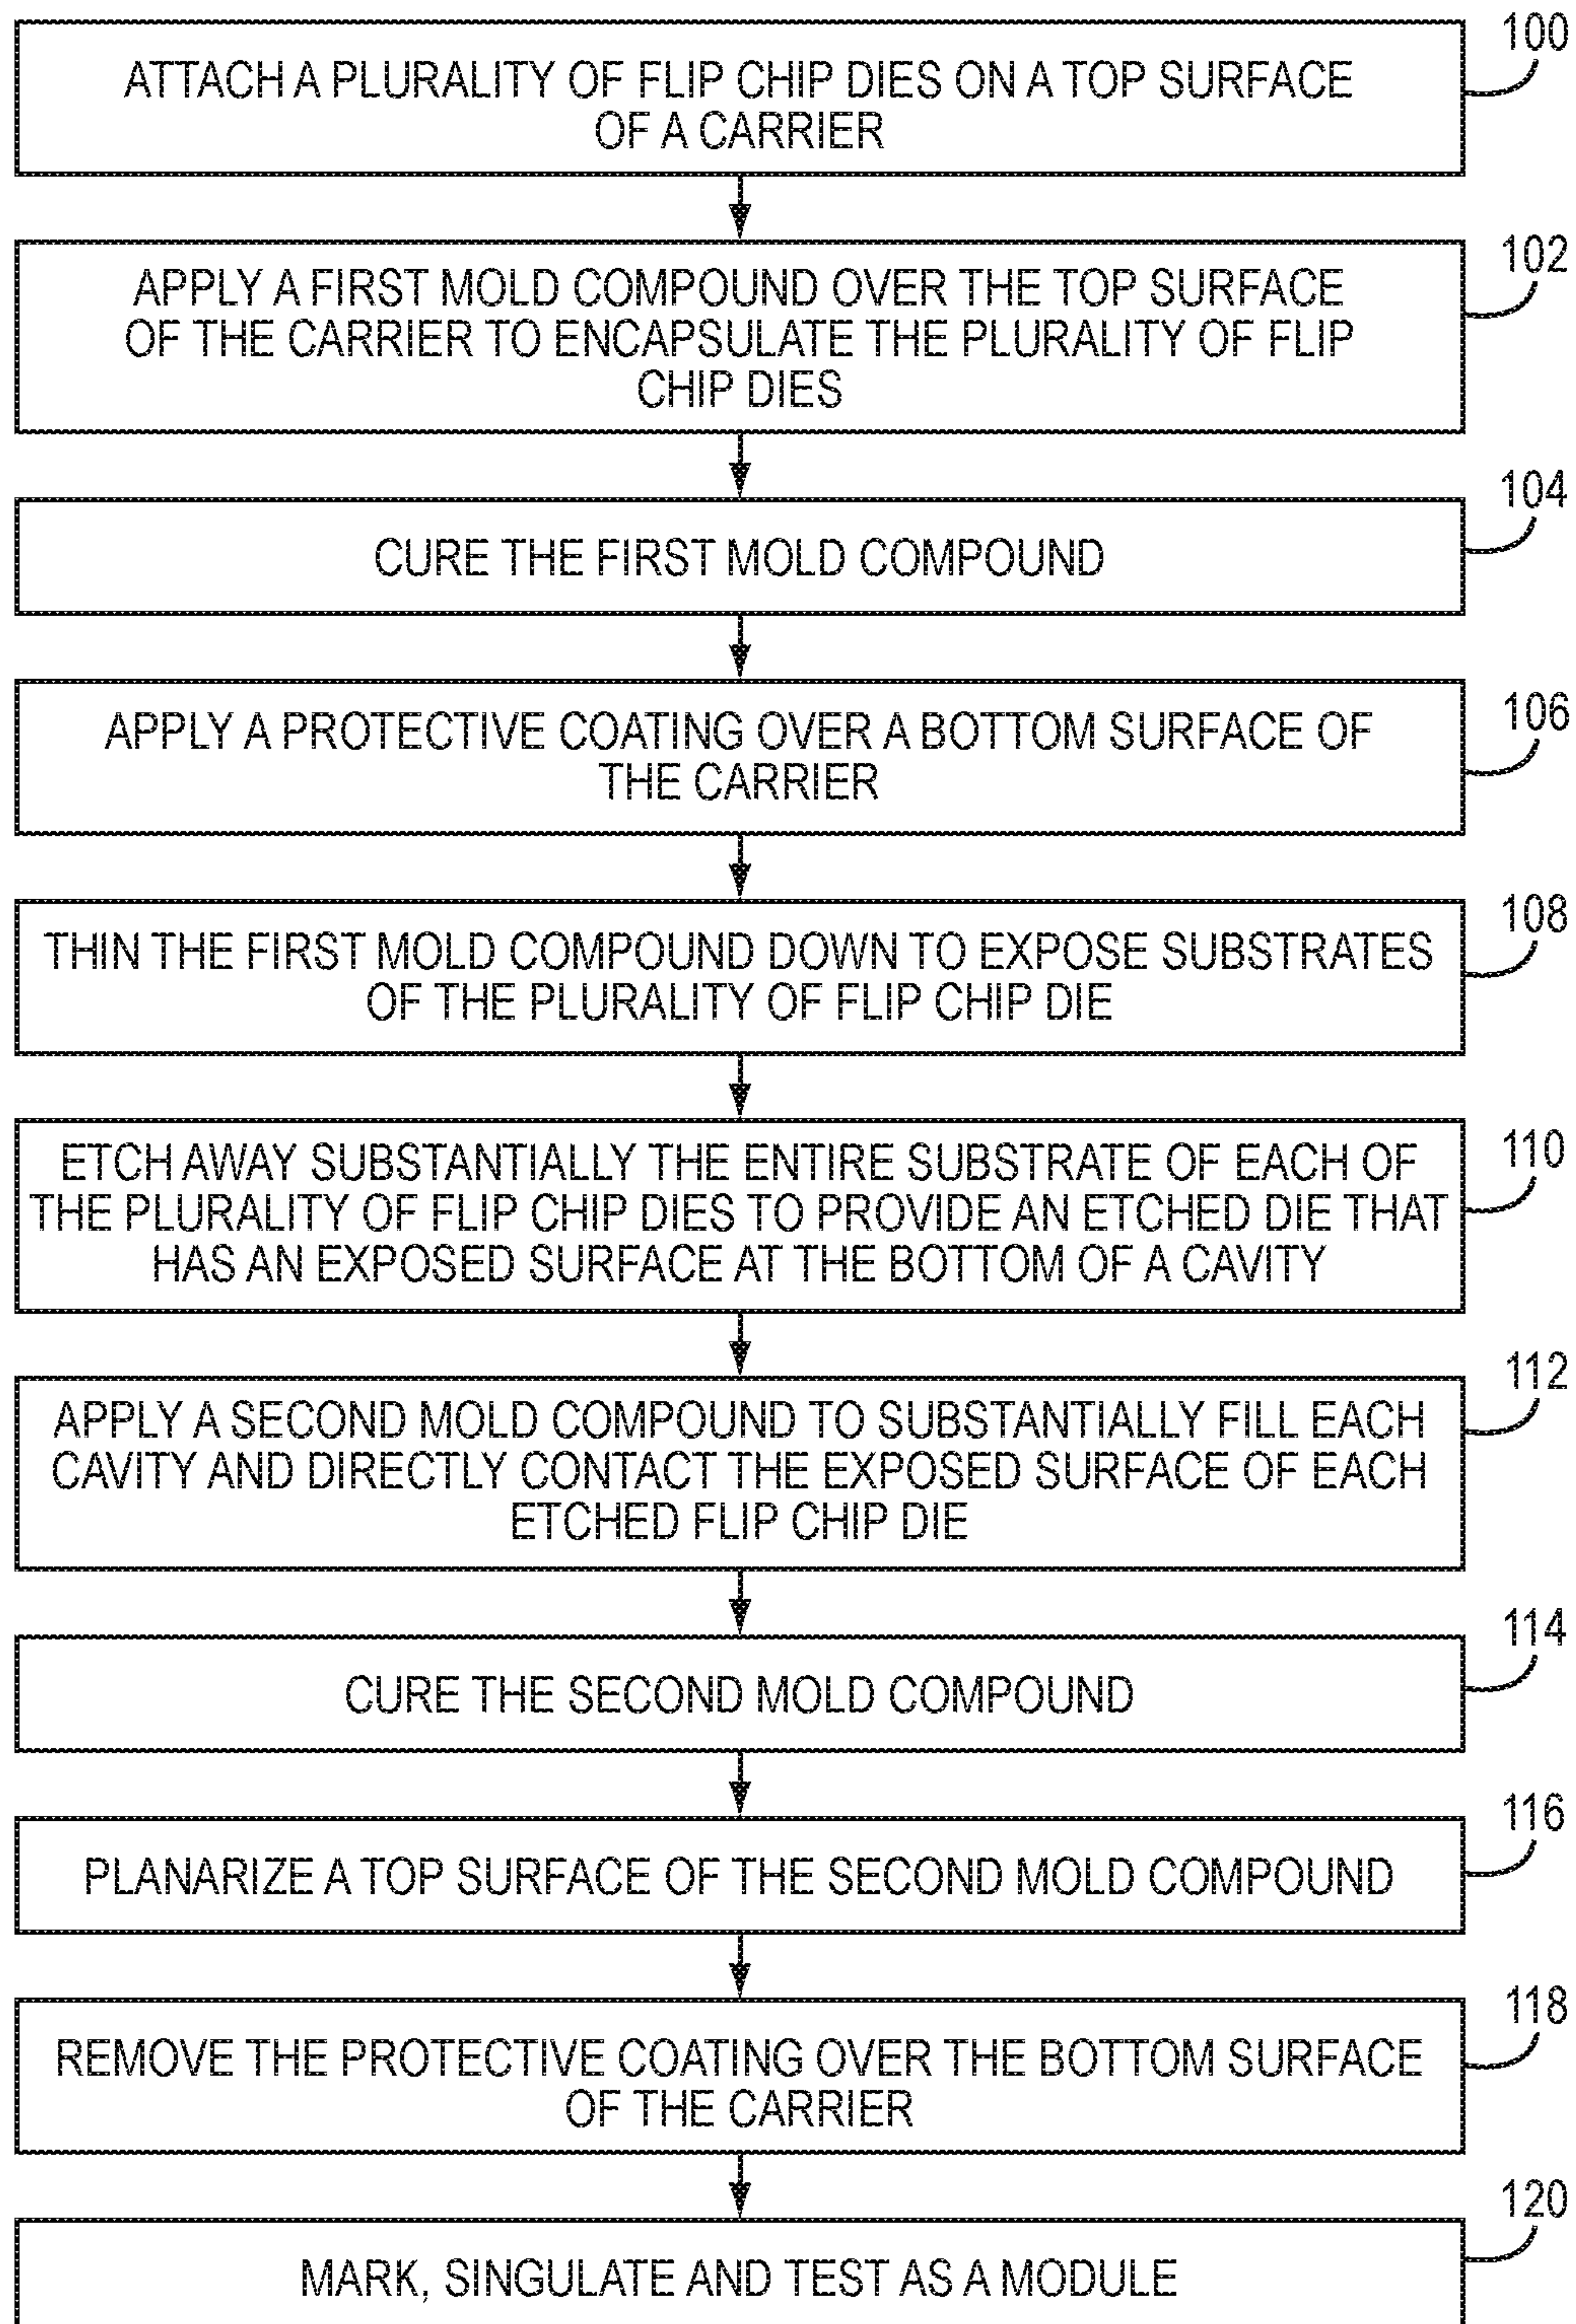 100
ATTACH A PLURALITY OF FLIP CHIP DIES ON A TOP SURFACE
OF A CARRIER
102
APPLY A FIRST MOLD COMPOUND OVER THE TOP SURFACE
OF THE CARRIER TO ENCAPSULATE THE PLURALITY OF FLIP
CHIP DIES
104
CURE THE FIRST MOLD COMPOUND
106
APPLY A PROTECTIVE COATING OVER A BOTTOM SURFACE OF
THE CARRIER
108
THIN THE FIRST MOLD COMPOUND DOWN TO EXPOSE SUBSTRATES
OF THE PLURALITY OF FLIP CHIP DIE
110
ETCH AWAY SUBSTANTIALLY THE ENTIRE SUBSTRATE OF EACH OF
THE PLURALITY OF FLIP CHIP DIES TO PROVIDE AN ETCHED DIE THAT
HAS AN EXPOSED SURFACE AT THE BOTTOM OF A CAVITY
112
APPLY A SECOND MOLD COMPOUND TO SUBSTANTIALLY FILL EACH
CAVITY AND DIRECTLY CONTACT THE EXPOSED SURFACE OF EACH
ETCHED FLIP CHIP DIE
114
CURE THE SECOND MOLD COMPOUND
116
PLANARIZE A TOP SURFACE OF THE SECOND MOLD COMPOUND
118
REMOVE THE PROTECTIVE COATING OVER THE BOTTOM SURFACE
OF THE CARRIER
120
MARK, SINGULATE AND TEST AS A MODULE